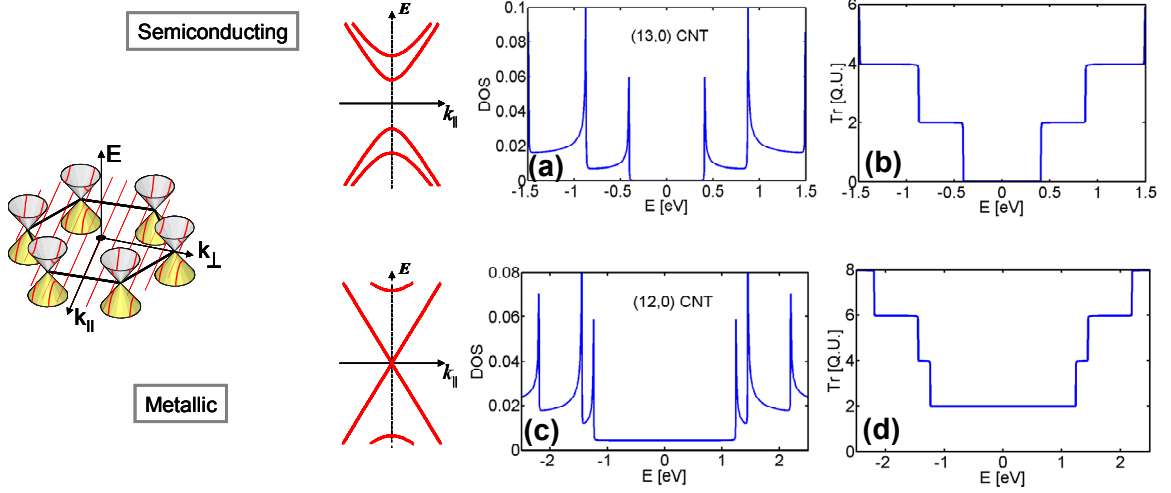 Semiconducting
E
k||
0.1
0.08
0.06
0.04
0.02
0
DOS
(13,0) CNT
(a)
-1.5
-1
-0.5
0
0.5
1
1.5
E [eV]
6
4
2
0
Tr [Q.U.]
(b)
-1.5
-1
-0.5
0
0.5
1
1.5
E [eV]
E
k⊥
k||
Metallic
E
k||
0.08
0.06
0.04
0.02
0
DOS
(12,0) CNT
(c)
-2
-1
0
1
2
E [eV]
8
6
4
2
0
Tr [Q.U.]
(d)
-2
-1
0
1
2
E [eV]